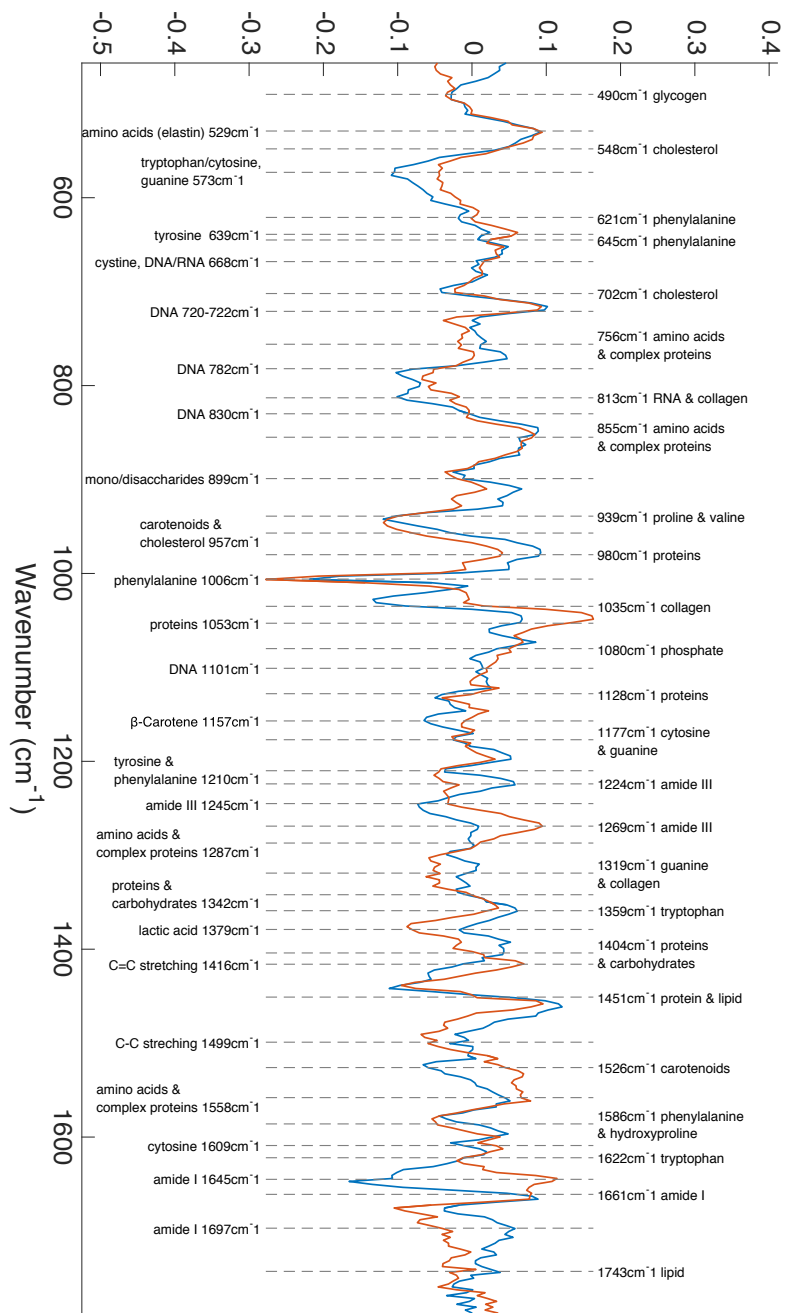 -0.5 -0.4 -0.3 -0.2 -0.1 0 0.1 0.2 0.3 0.4
490cm-1 glycogen
amino acids (elastin) 529cm-1
548cm-1 cholesterol
tryptophan/cytosine,
guanine 573cm-1
600
621cm-1 phenylalanine
tyrosine 639cm-1
645cm-1 phenylalanine
cystine, DNA/RNA 668cm-1
702cm-1 cholesterol
DNA 720-722cm-1
756cm-1 amino acids
& complex proteins
DNA 782cm-1
800
813cm-1 RNA & collagen
DNA 830cm-1
855cm-1 amino acids
& complex proteins
mono/disaccharides 899cm-1
939cm-1 proline & valine
carotenoids &
cholesterol 957cm-1
980cm-1 proteins
1000
phenylalanine 1006cm-1
1035cm-1 collagen
proteins 1053cm-1
1080cm-1 phosphate
DNA 1101cm-1
1128cm-1 proteins
β-Carotene 1157cm-1
1177cm-1 cytosine
& guanine
Wavenumber (cm-1)
1200
tyrosine &
phenylalanine 1210cm-1
1224cm-1 amide III
amide III 1245cm-1
1269cm-1 amide III
amino acids &
complex proteins 1287cm-1
1319cm-1 guanine
& collagen
proteins &
carbohydrates 1342cm-1
1359cm-1 tryptophan
lactic acid 1379cm-1
1400
1404cm-1 proteins
& carbohydrates
C=C stretching 1416cm-1
1451cm-1 protein & lipid
C-C streching 1499cm-1
1526cm-1 carotenoids
amino acids &
complex proteins 1558cm-1
1586cm-1 phenylalanine
& hydroxyproline
1600
cytosine 1609cm-1
1622cm-1 tryptophan
amide I 1645cm-1
1661cm-1 amide I
amide I 1697cm-1
1743cm-1 lipid